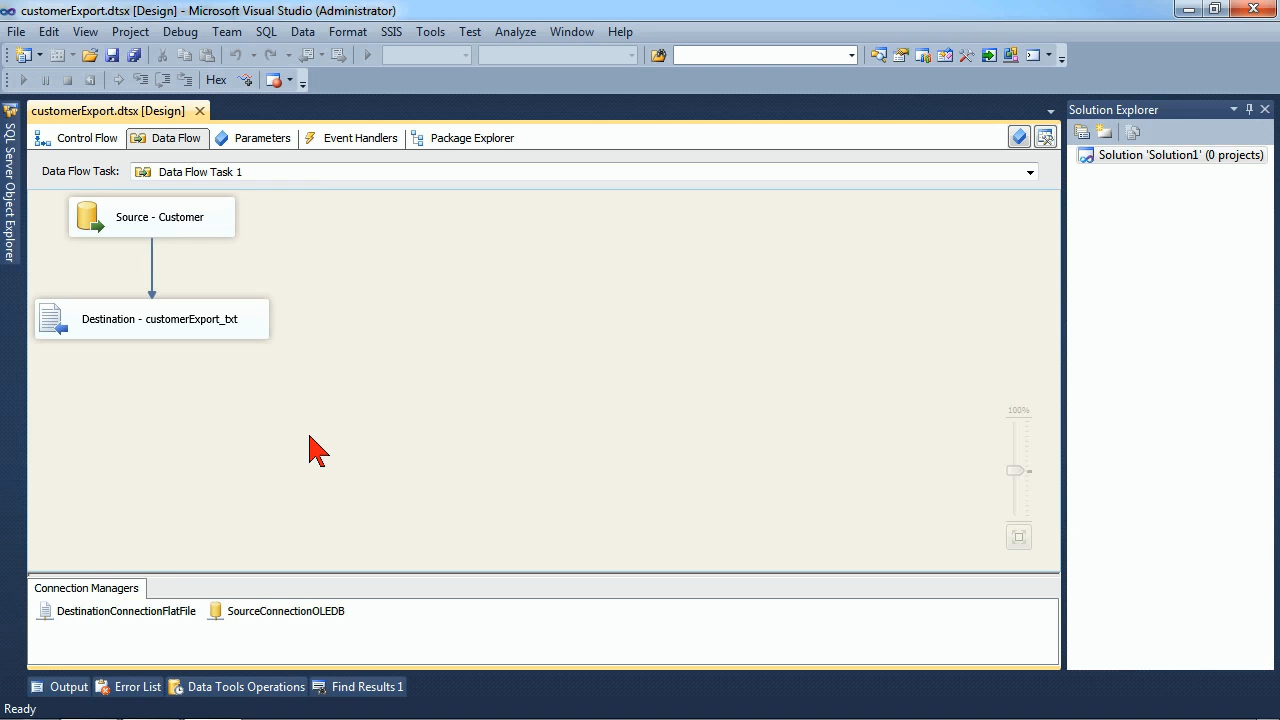 customerExport.dtsx [Design] - Microsoft Visual Studio (Administrator)
File Edit View Project Debug Team SQL Data Format SSIS Tools Test Analyze Window Help
Hex
SQL Server Object Explorer
customerExport.dtsx [Design]
Solution Explorer
Control Flow Data Flow Parameters Event Handlers Package Explorer
Solution 'Solution1' (0 projects)
Data Flow Task: Data Flow Task 1
Source - Customer
Destination - customerExport_txt
100%
Connection Managers
DestinationConnectionFlatFile SourceConnectionOLEDB
Output Error List Data Tools Operations Find Results 1
Ready